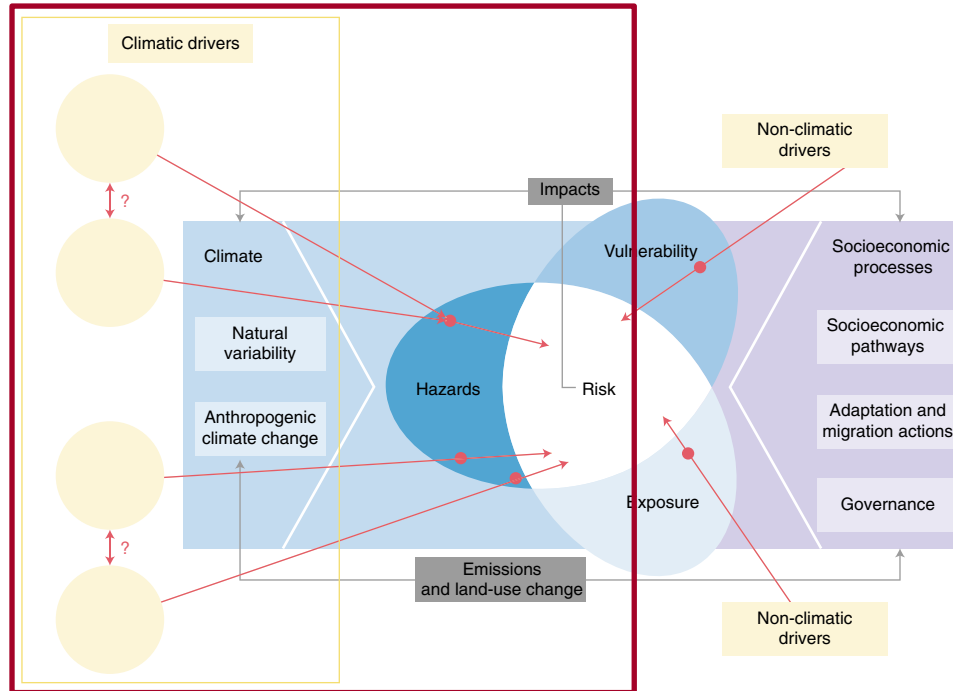 Climatic drivers
Non-climatic
drivers
?
Impacts
Climate
Vulnerability
Socioeconomic
processes
Natural
variability
Socioeconomic
pathways
Hazards
Risk
Anthropogenic
climate change
Adaptation and
migration actions
Exposure
Governance
?
Emissions
and land-use change
Non-climatic
drivers